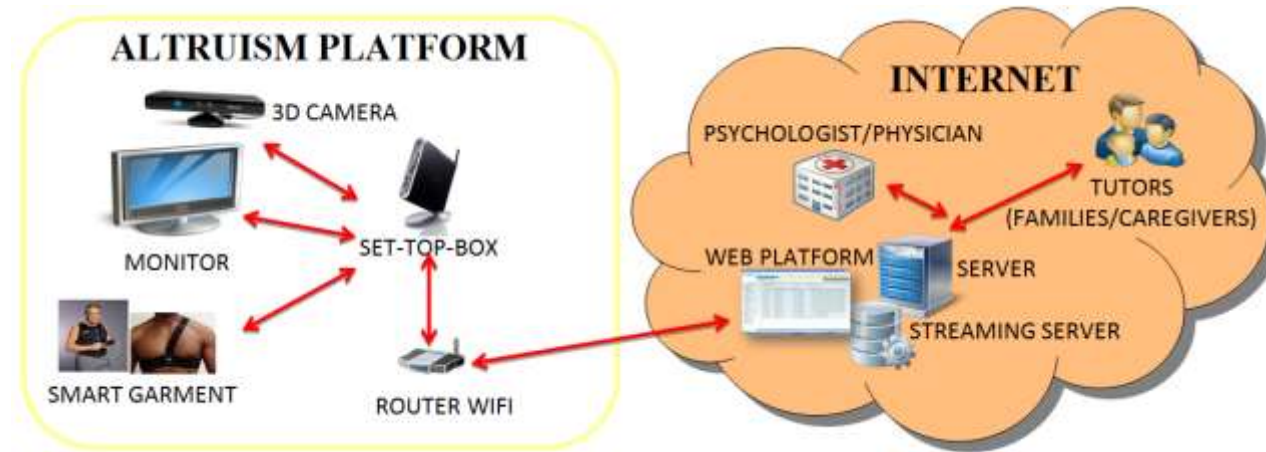 ALTRUISM PLATFORM
3D CAMERA
MONITOR
SET-TOP-BOX
SMART GARMENT
ROUTER WIFI
INTERNET
PSYCHOLOGIST/PHYSICIAN
TUTORS
(FAMILIES/CAREGIVERS)
WEB PLATFORM
SERVER
STREAMING SERVER